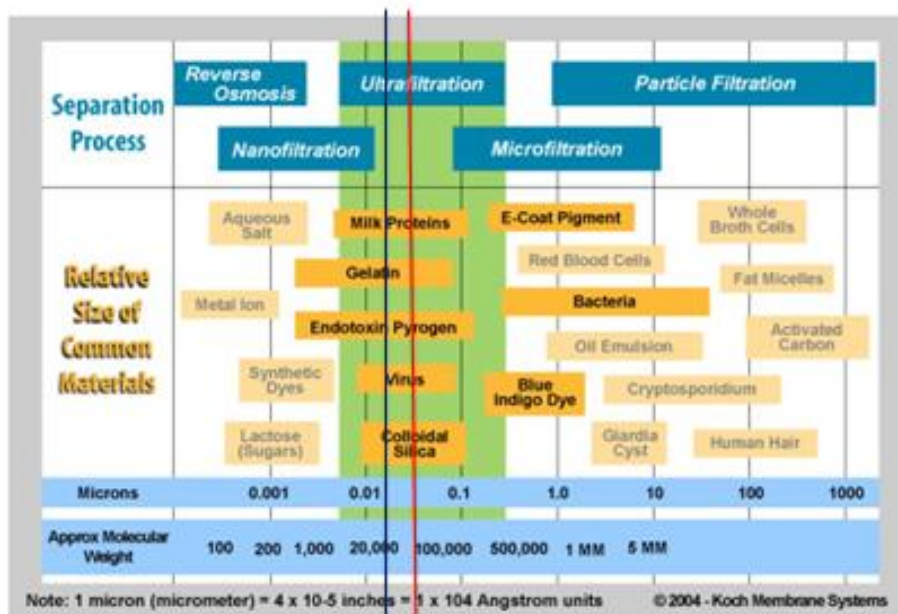 Separation
Process
Reverse
Osmosis
Ultrafiltration
Particle Filtration
Nanofiltration
Microfiltration
Relative
Size of
Common
Materials
Aqueous
Salt
Milk Proteins
E-Coat Pigment
Whole
Broth Cells
Gelatin
Red Blood Cells
Fat Micelles
Metal Ion
Bacteria
Endotoxin Pyrogen
Oil Emulsion
Activated
Carbon
Synthetic
Dyes
Virus
Blue
Indigo Dye
Cryptosporidium
Lactose
(Sugars)
Colloidal
Silica
Giardia
Cyst
Human Hair
Microns 0.001 0.01 0.1 1.0 10 100 1000
Approx Molecular
Weight
100 200 1,000 20,000 100,000 500,000 1 MM 5 MM
Note: 1 micron (micrometer) = 4 x 10-5 inches = 1 x 104 Angstrom units © 2004 - Koch Membrane Systems